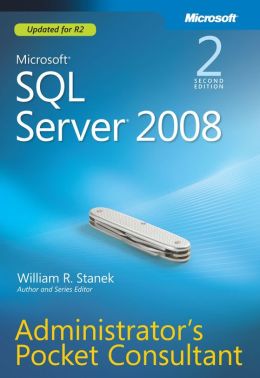 Updated for R2
Microsoft
Microsoft®
SQL
Server® 2008
2
SECOND
EDITION
William R. Stanek
Author and Series Editor
Administrator's
Pocket Consultant